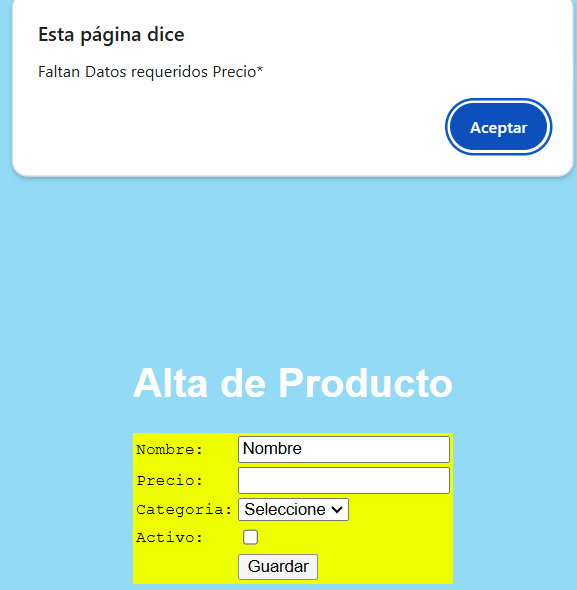 Esta página dice
Faltan Datos requeridos Precio*
Aceptar
Alta de Producto
Nombre: Nombre
Precio:
Categoria: Seleccione
Activo:
Guardar